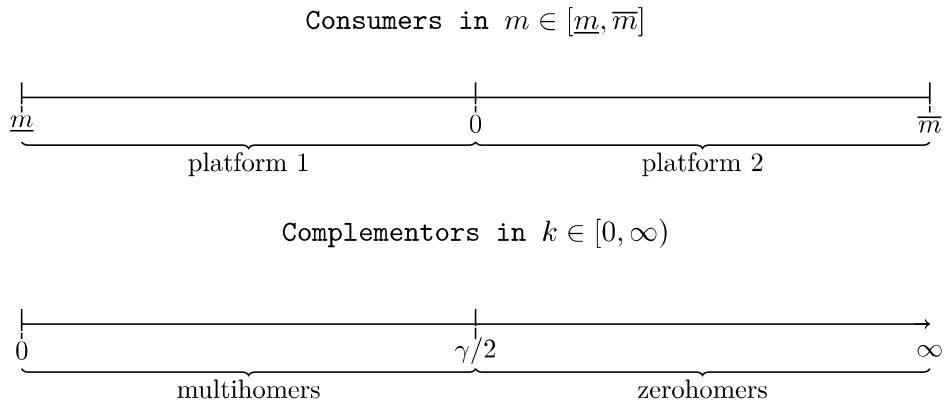 Consumers in m ∈ [m̲, m̅]
m̲ 0 m̅
platform 1 platform 2
Complementors in k ∈ [0, ∞)
0 γ/2 ∞
multihomers zerohomers